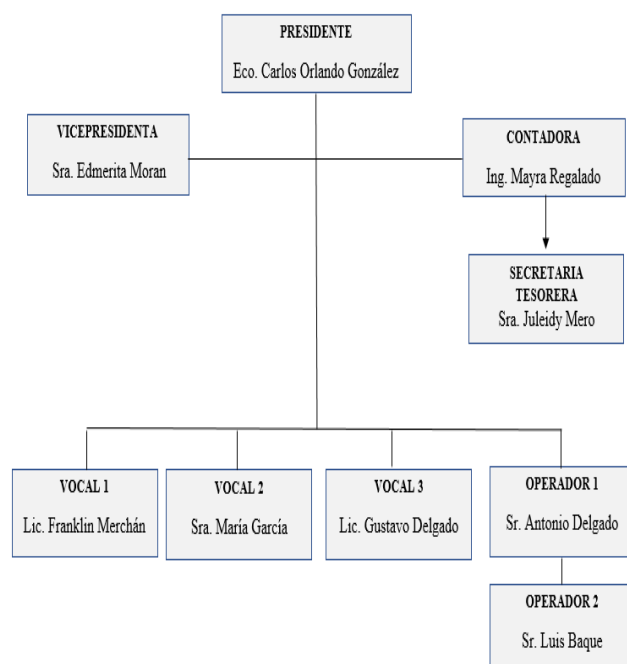 PRESIDENTE
Eco. Carlos Orlando González
VICEPRESIDENTA
Sra. Edmerita Moran
CONTADORA
Ing. Mayra Regalado
SECRETARIA
TESORERA
Sra. Juleidy Mero
VOCAL 1
Lic. Franklin Merchán
VOCAL 2
Sra. María García
VOCAL 3
Lic. Gustavo Delgado
OPERADOR 1
Sr. Antonio Delgado
OPERADOR 2
Sr. Luis Baque